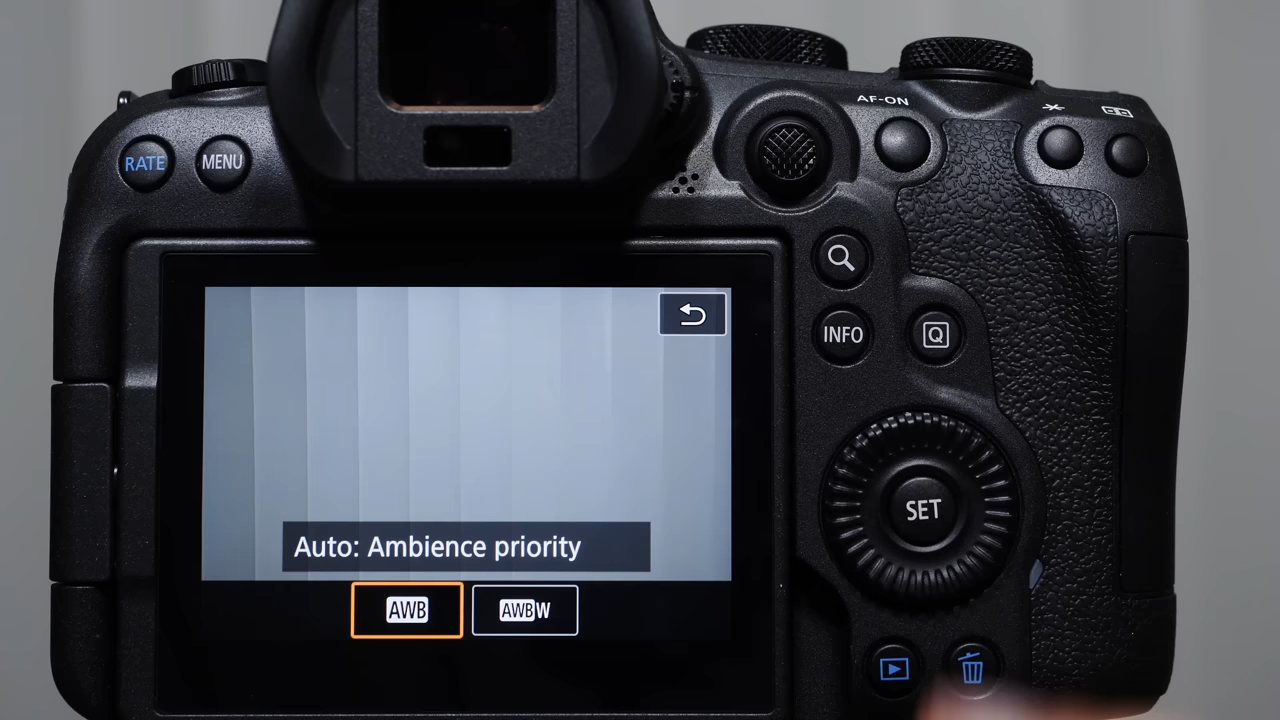 AF-ON
RATE
MENU
INFO
Q
SET
Auto: Ambience priority
AWB
AWBW